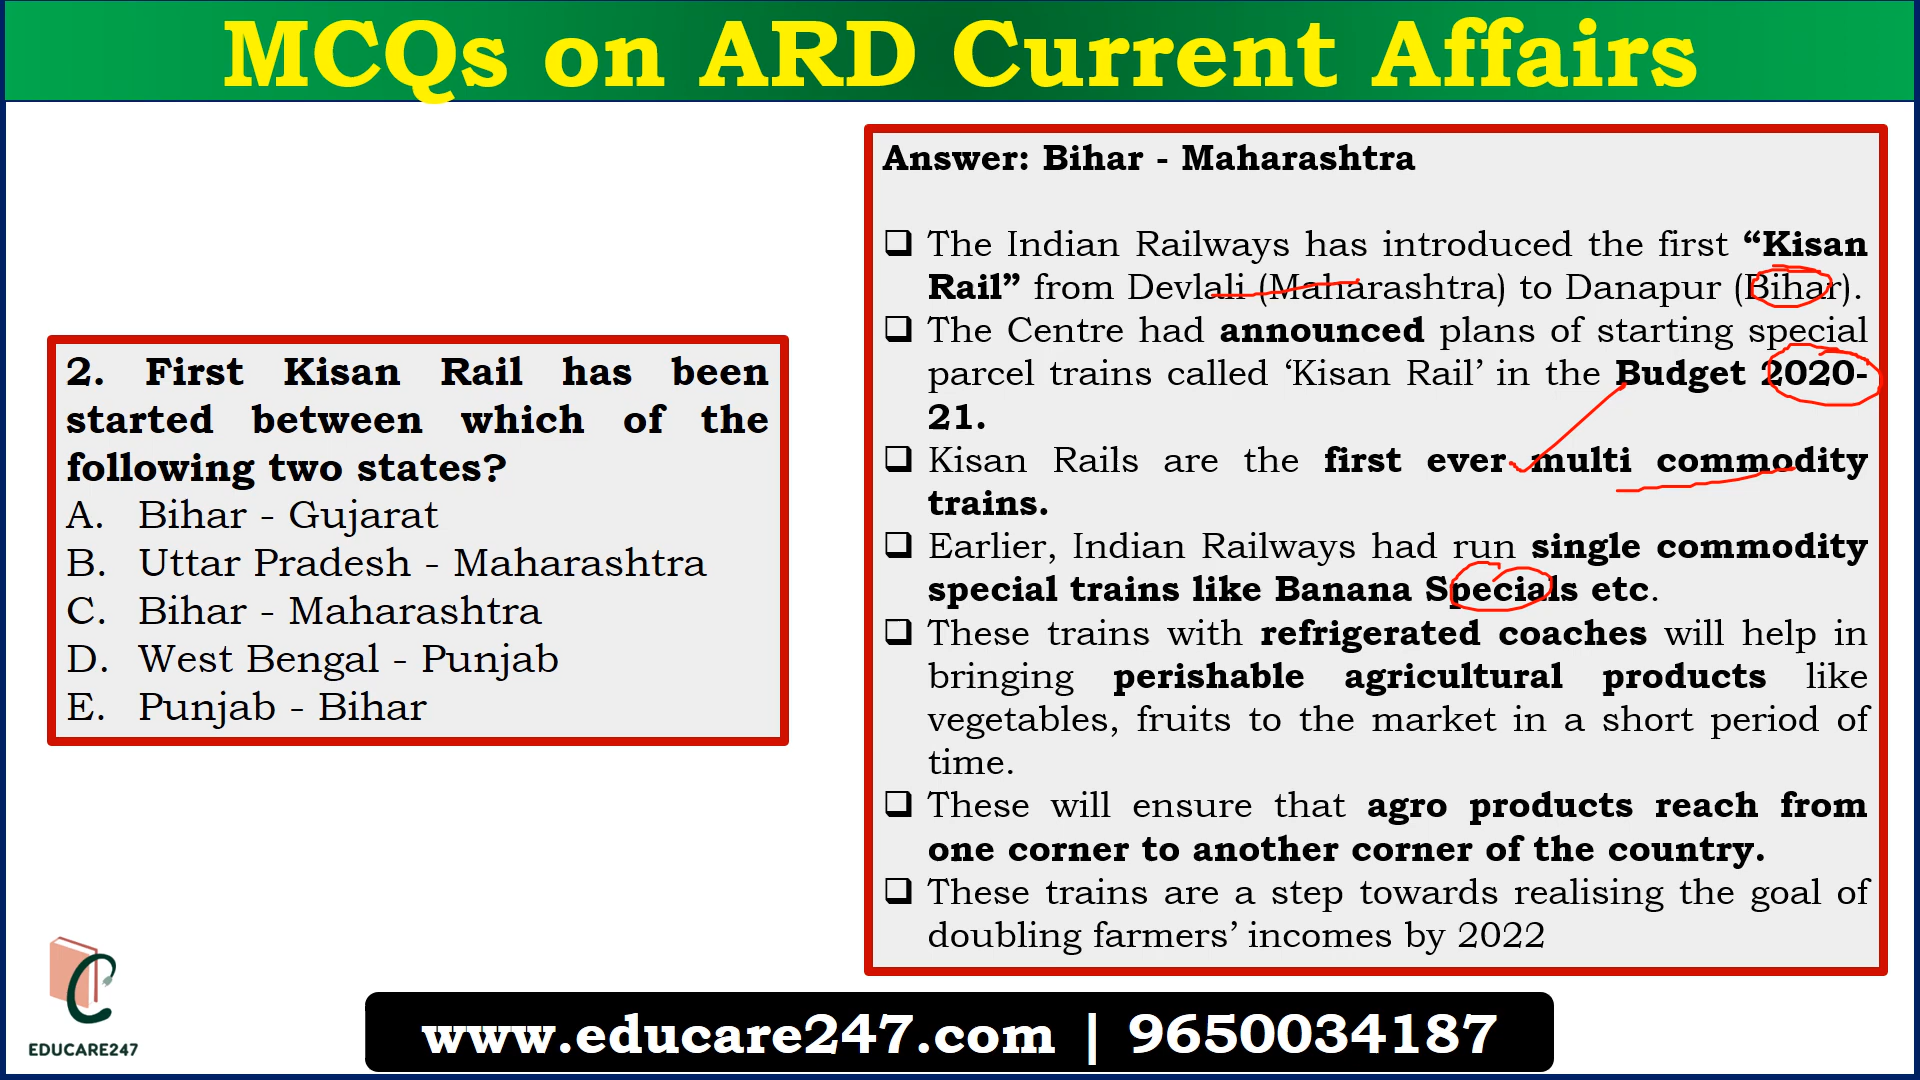 MCQs on ARD Current Affairs
2. First Kisan Rail has been
started between which of the
following two states?
A. Bihar - Gujarat
B. Uttar Pradesh - Maharashtra
C. Bihar - Maharashtra
D. West Bengal - Punjab
E. Punjab - Bihar
Answer: Bihar - Maharashtra
❑ The Indian Railways has introduced the first “Kisan
Rail” from Devlali (Maharashtra) to Danapur (Bihar).
❑ The Centre had announced plans of starting special
parcel trains called ‘Kisan Rail’ in the Budget 2020-
21.
❑ Kisan Rails are the first ever multi commodity
trains.
❑ Earlier, Indian Railways had run single commodity
special trains like Banana Specials etc.
❑ These trains with refrigerated coaches will help in
bringing perishable agricultural products like
vegetables, fruits to the market in a short period of
time.
❑ These will ensure that agro products reach from
one corner to another corner of the country.
❑ These trains are a step towards realising the goal of
doubling farmers’ incomes by 2022
EDUCARE247
www.educare247.com | 9650034187